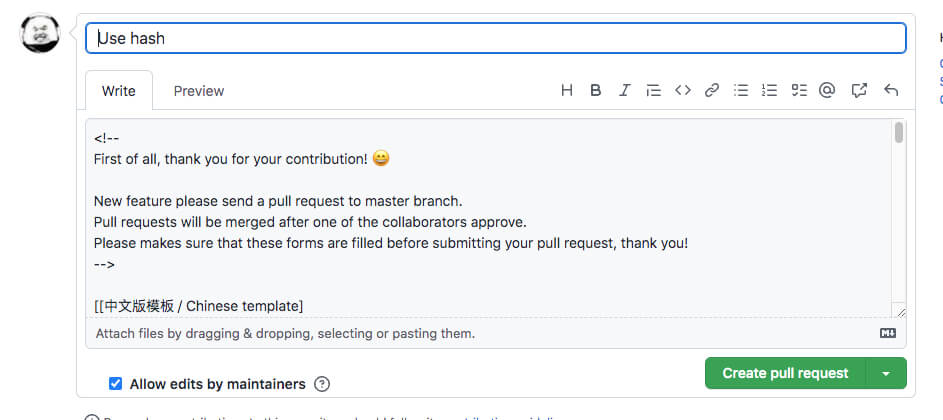 Use hash
Write Preview
<!--
First of all, thank you for your contribution! 😀
New feature please send a pull request to master branch.
Pull requests will be merged after one of the collaborators approve.
Please makes sure that these forms are filled before submitting your pull request, thank you!
-->
[[中文版模板 / Chinese template]
Attach files by dragging & dropping, selecting or pasting them.
Allow edits by maintainers
Create pull request